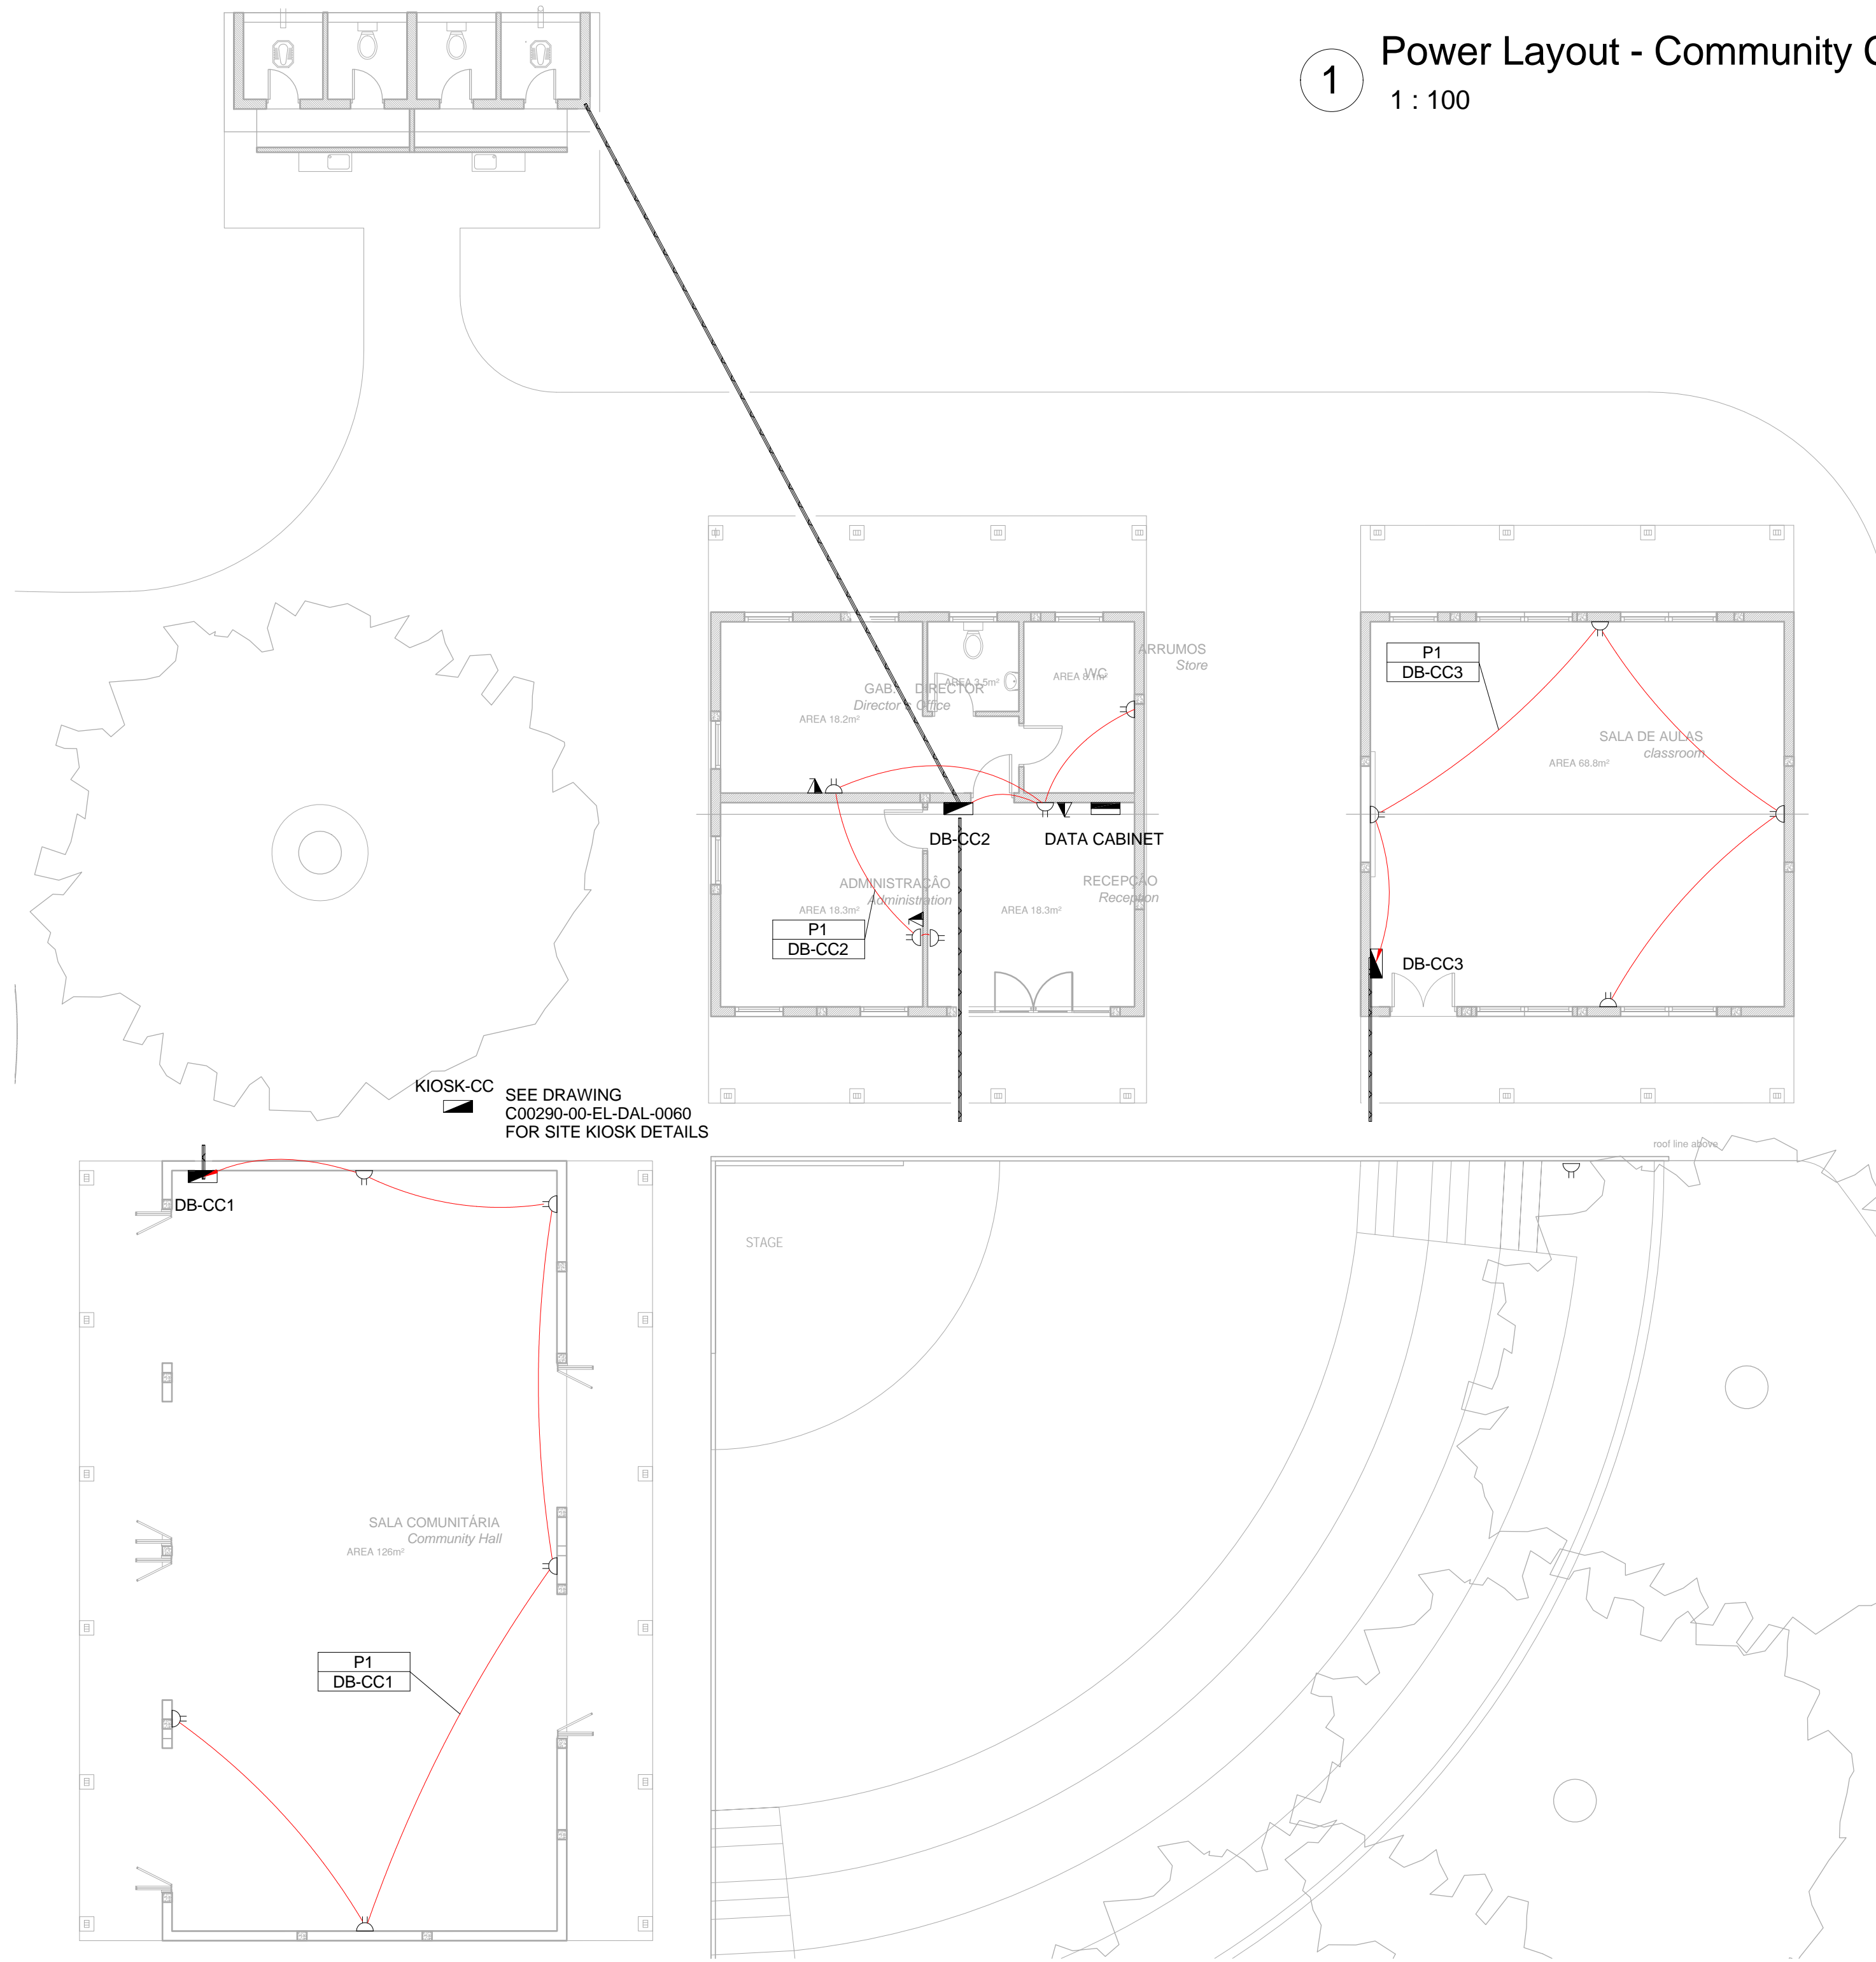 1
Power Layout - Community C
1 : 100
ARRUMOS
Store
WC
AREA 3.5m²
GAB. DIRECTOR
Director's Office
AREA 18.2m²
P1
DB-CC3
SALA DE AULAS
classroom
AREA 68.8m²
DB-CC2
DATA CABINET
ADMINISTRAÇÃO
Administration
AREA 18.3m²
RECEPÇÃO
Reception
AREA 18.3m²
P1
DB-CC2
DB-CC3
KIOSK-CC
SEE DRAWING
C00290-00-EL-DAL-0060
FOR SITE KIOSK DETAILS
roof line above
DB-CC1
STAGE
SALA COMUNITÁRIA
Community Hall
AREA 126m²
P1
DB-CC1